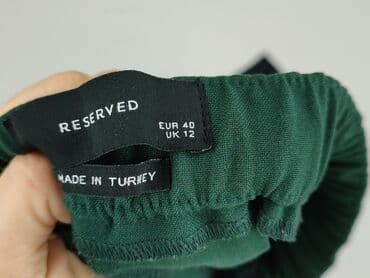 RESERVED
EUR 40
UK 12
MADE IN TURKEY